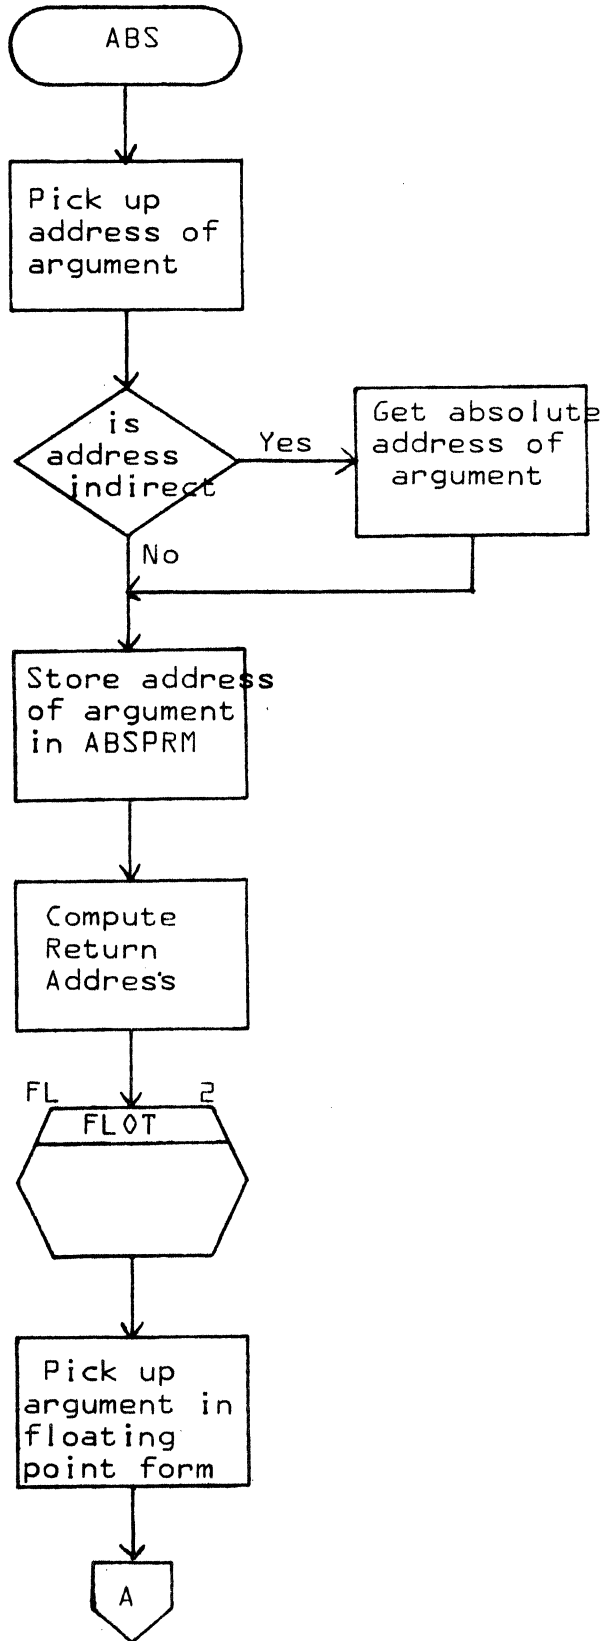 ABS
Pick up
address of
argument
is
address
indirect
Yes
Get absolute
address of
argument
No
Store address
of argument
in ABSPRM
Compute
Return
Address
FL 2
FLOT
Pick up
argument in
floating
point form
A